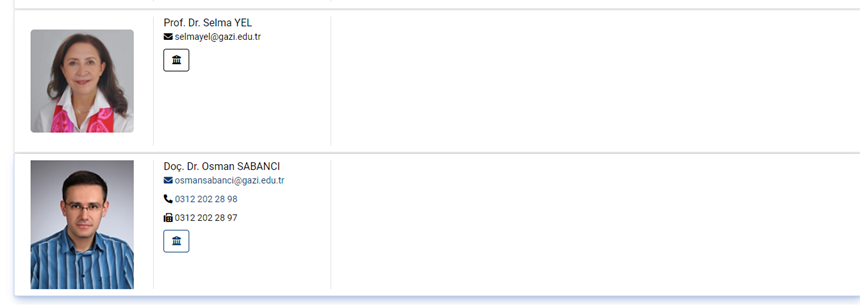 Prof. Dr. Selma YEL
selmayel@gazi.edu.tr
Doç. Dr. Osman SABANCI
osmansabanci@gazi.edu.tr
0312 202 28 98
0312 202 28 97